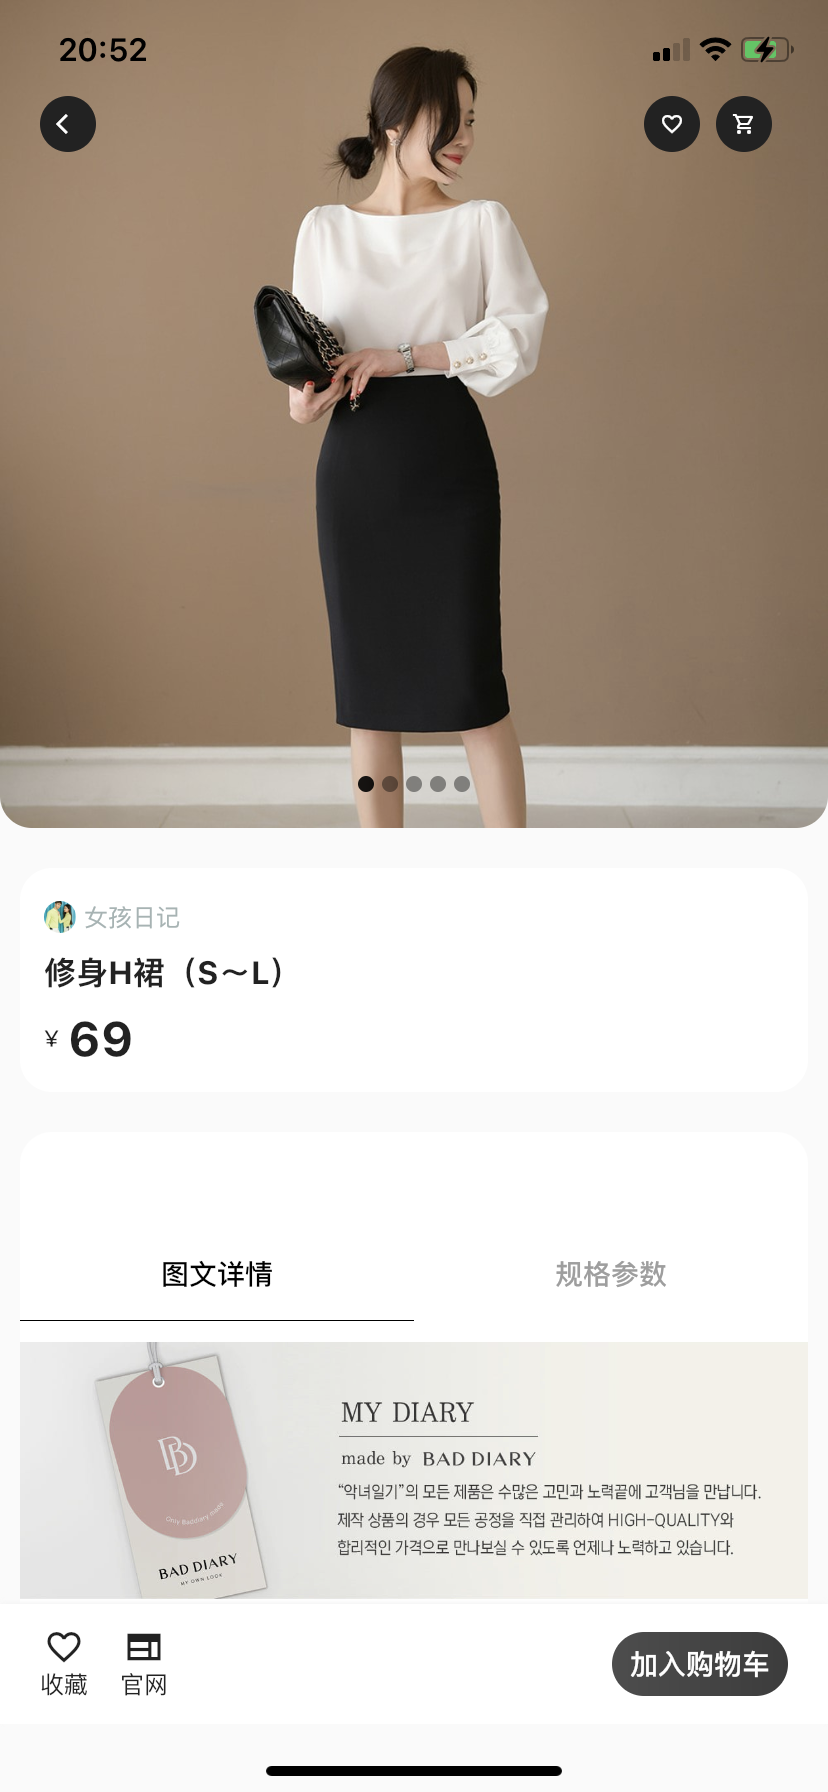 20:52
女孩日记
修身H裙（S～L）
¥ 69
图文详情
规格参数
BD
Only Baddiary made
BAD DIARY
MY OWN LOOK
MY DIARY
made by BAD DIARY
“악녀일기”의 모든 제품은 수많은 고민과 노력끝에 고객님을 만납니다.
제작 상품의 경우 모든 공정을 직접 관리하여 HIGH-QUALITY와
합리적인 가격으로 만나보실 수 있도록 언제나 노력하고 있습니다.
收藏
官网
加入购物车